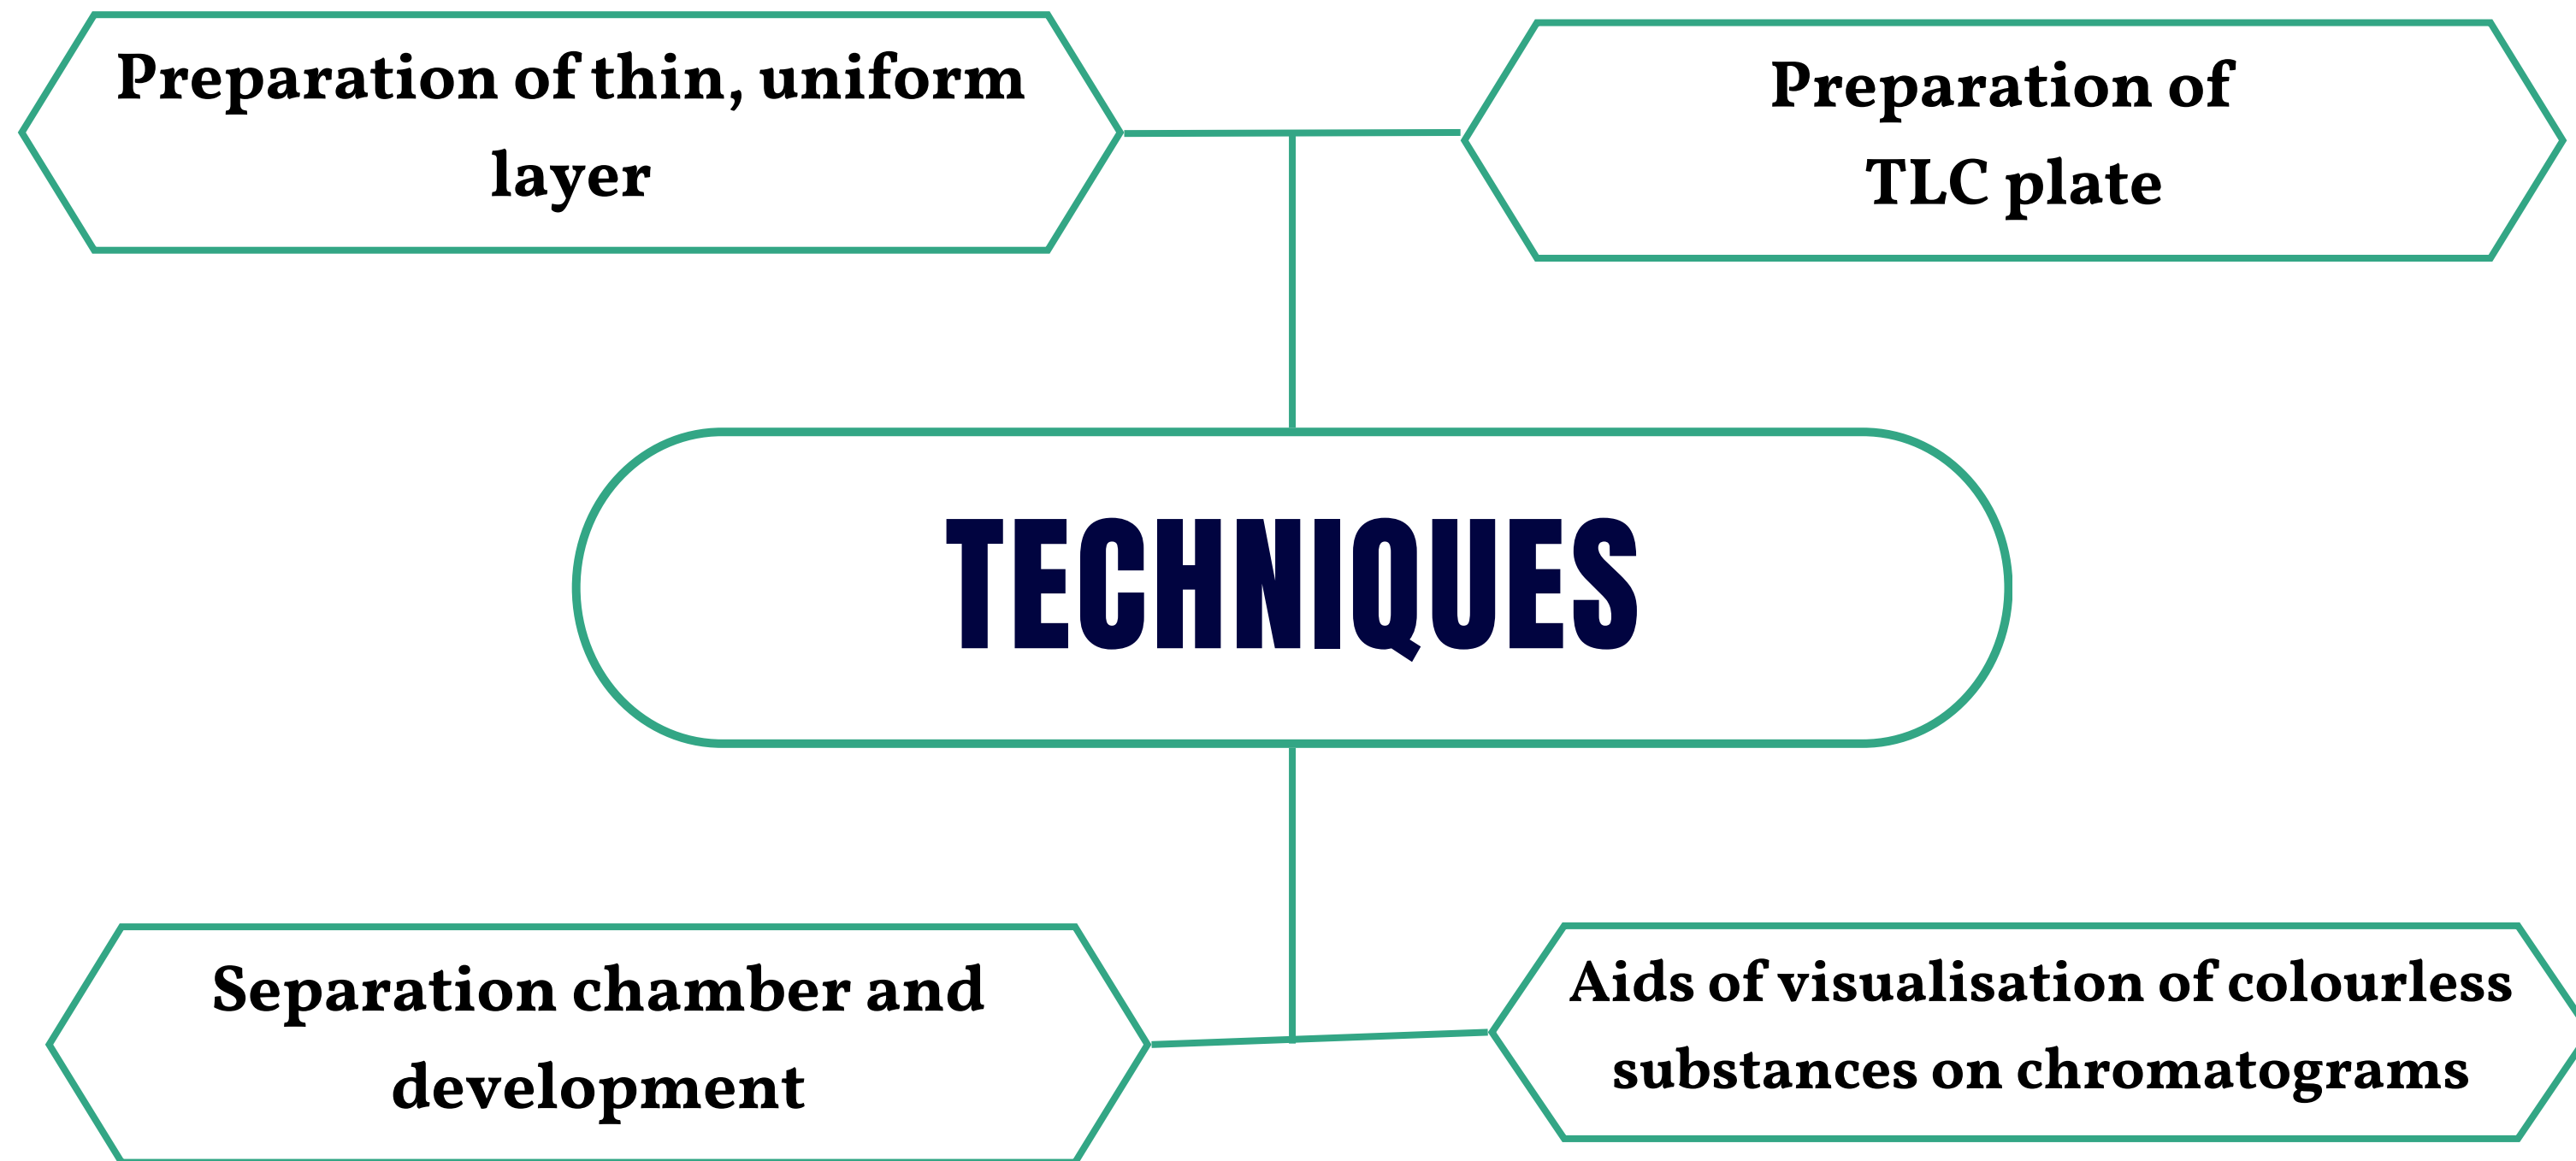 Preparation of thin, uniform
layer
Preparation of
TLC plate
TECHNIQUES
Separation chamber and
development
Aids of visualisation of colourless
substances on chromatograms